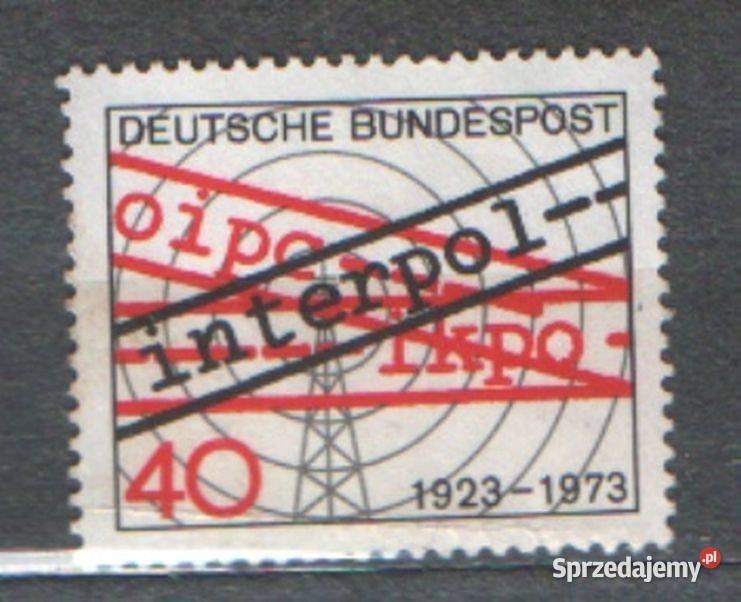 DEUTSCHE BUNDESPOST
oipc
interpol--
ikpo-
40
1923-1973
Sprzedajemy.pl